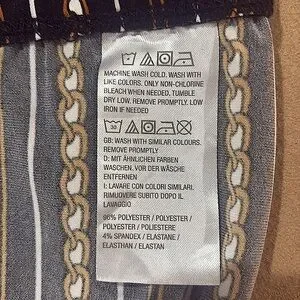 MACHINE WASH COLD. WASH WITH
LIKE COLORS. ONLY NON-CHLORINE
BLEACH WHEN NEEDED. TUMBLE
DRY LOW. REMOVE PROMPTLY. LOW
IRON IF NEEDED
30
GB: WASH WITH SIMILAR COLOURS.
REMOVE PROMPTLY
D: MIT ÄHNLICHEN FARBEN
WASCHEN, VOR DER WÄSCHE
ENTFERNEN
I: LAVARE CON COLORI SIMILARI.
RIMUOVERE SUBITO DOPO IL
LAVAGGIO
96% POLYESTER / POLYESTER /
POLYESTER / POLIESTERE
4% SPANDEX / ELASTANE /
ELASTHAN / ELASTAN